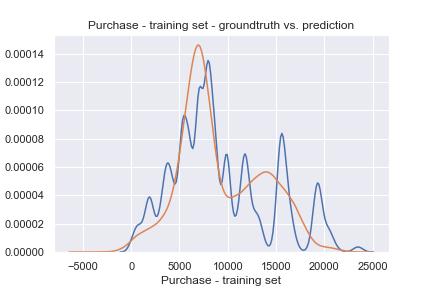 Purchase - training set - groundtruth vs. prediction
0.00014
0.00012
0.00010
0.00008
0.00006
0.00004
0.00002
0.00000
−5000 0 5000 10000 15000 20000 25000
Purchase - training set